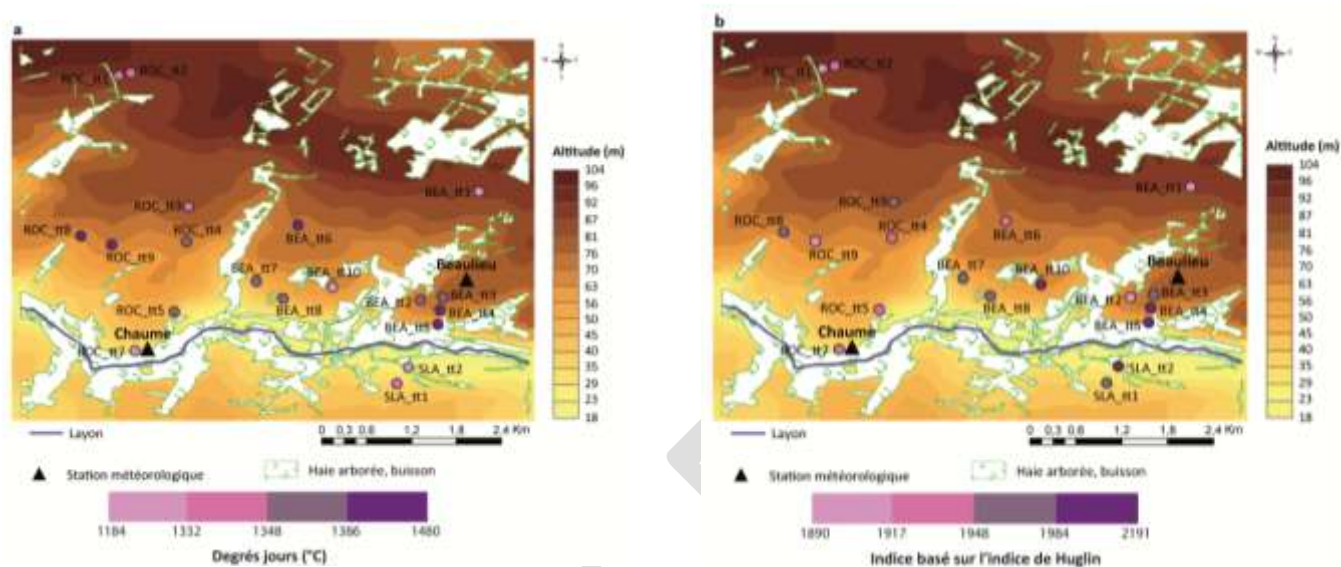 a
ROC_tt1
ROC_tt2
BEA_tt1
ROC_tt3
ROC_tt8
ROC_tt4
ROC_tt9
BEA_tt6
BEA_tt7
BEA_tt10
Beaulieu
BEA_tt2
BEA_tt3
BEA_tt8
BEA_tt4
ROC_tt5
BEA_tt5
Chaume
ROC_tt7
SLA_tt2
SLA_tt1
Altitude (m)
104
96
92
87
81
76
70
63
56
50
45
40
35
29
23
18
Layon
0 0.3 0.6 1.2 1.8 2.4 Km
Station météorologique
Haie arborée, buisson
1184 1332 1348 1386 1480
Degrés jours (°C)
b
ROC_tt1
ROC_tt2
BEA_tt1
ROC_tt3
ROC_tt8
ROC_tt4
ROC_tt9
BEA_tt6
BEA_tt7
BEA_tt10
Beaulieu
BEA_tt2
BEA_tt3
BEA_tt8
BEA_tt4
ROC_tt5
BEA_tt5
Chaume
ROC_tt7
SLA_tt2
SLA_tt1
Altitude (m)
104
96
92
87
81
76
70
63
56
50
45
40
35
29
23
18
Layon
0 0.3 0.6 1.2 1.8 2.4 Km
Station météorologique
Haie arborée, buisson
1890 1917 1948 1984 2191
Indice basé sur l'indice de Huglin